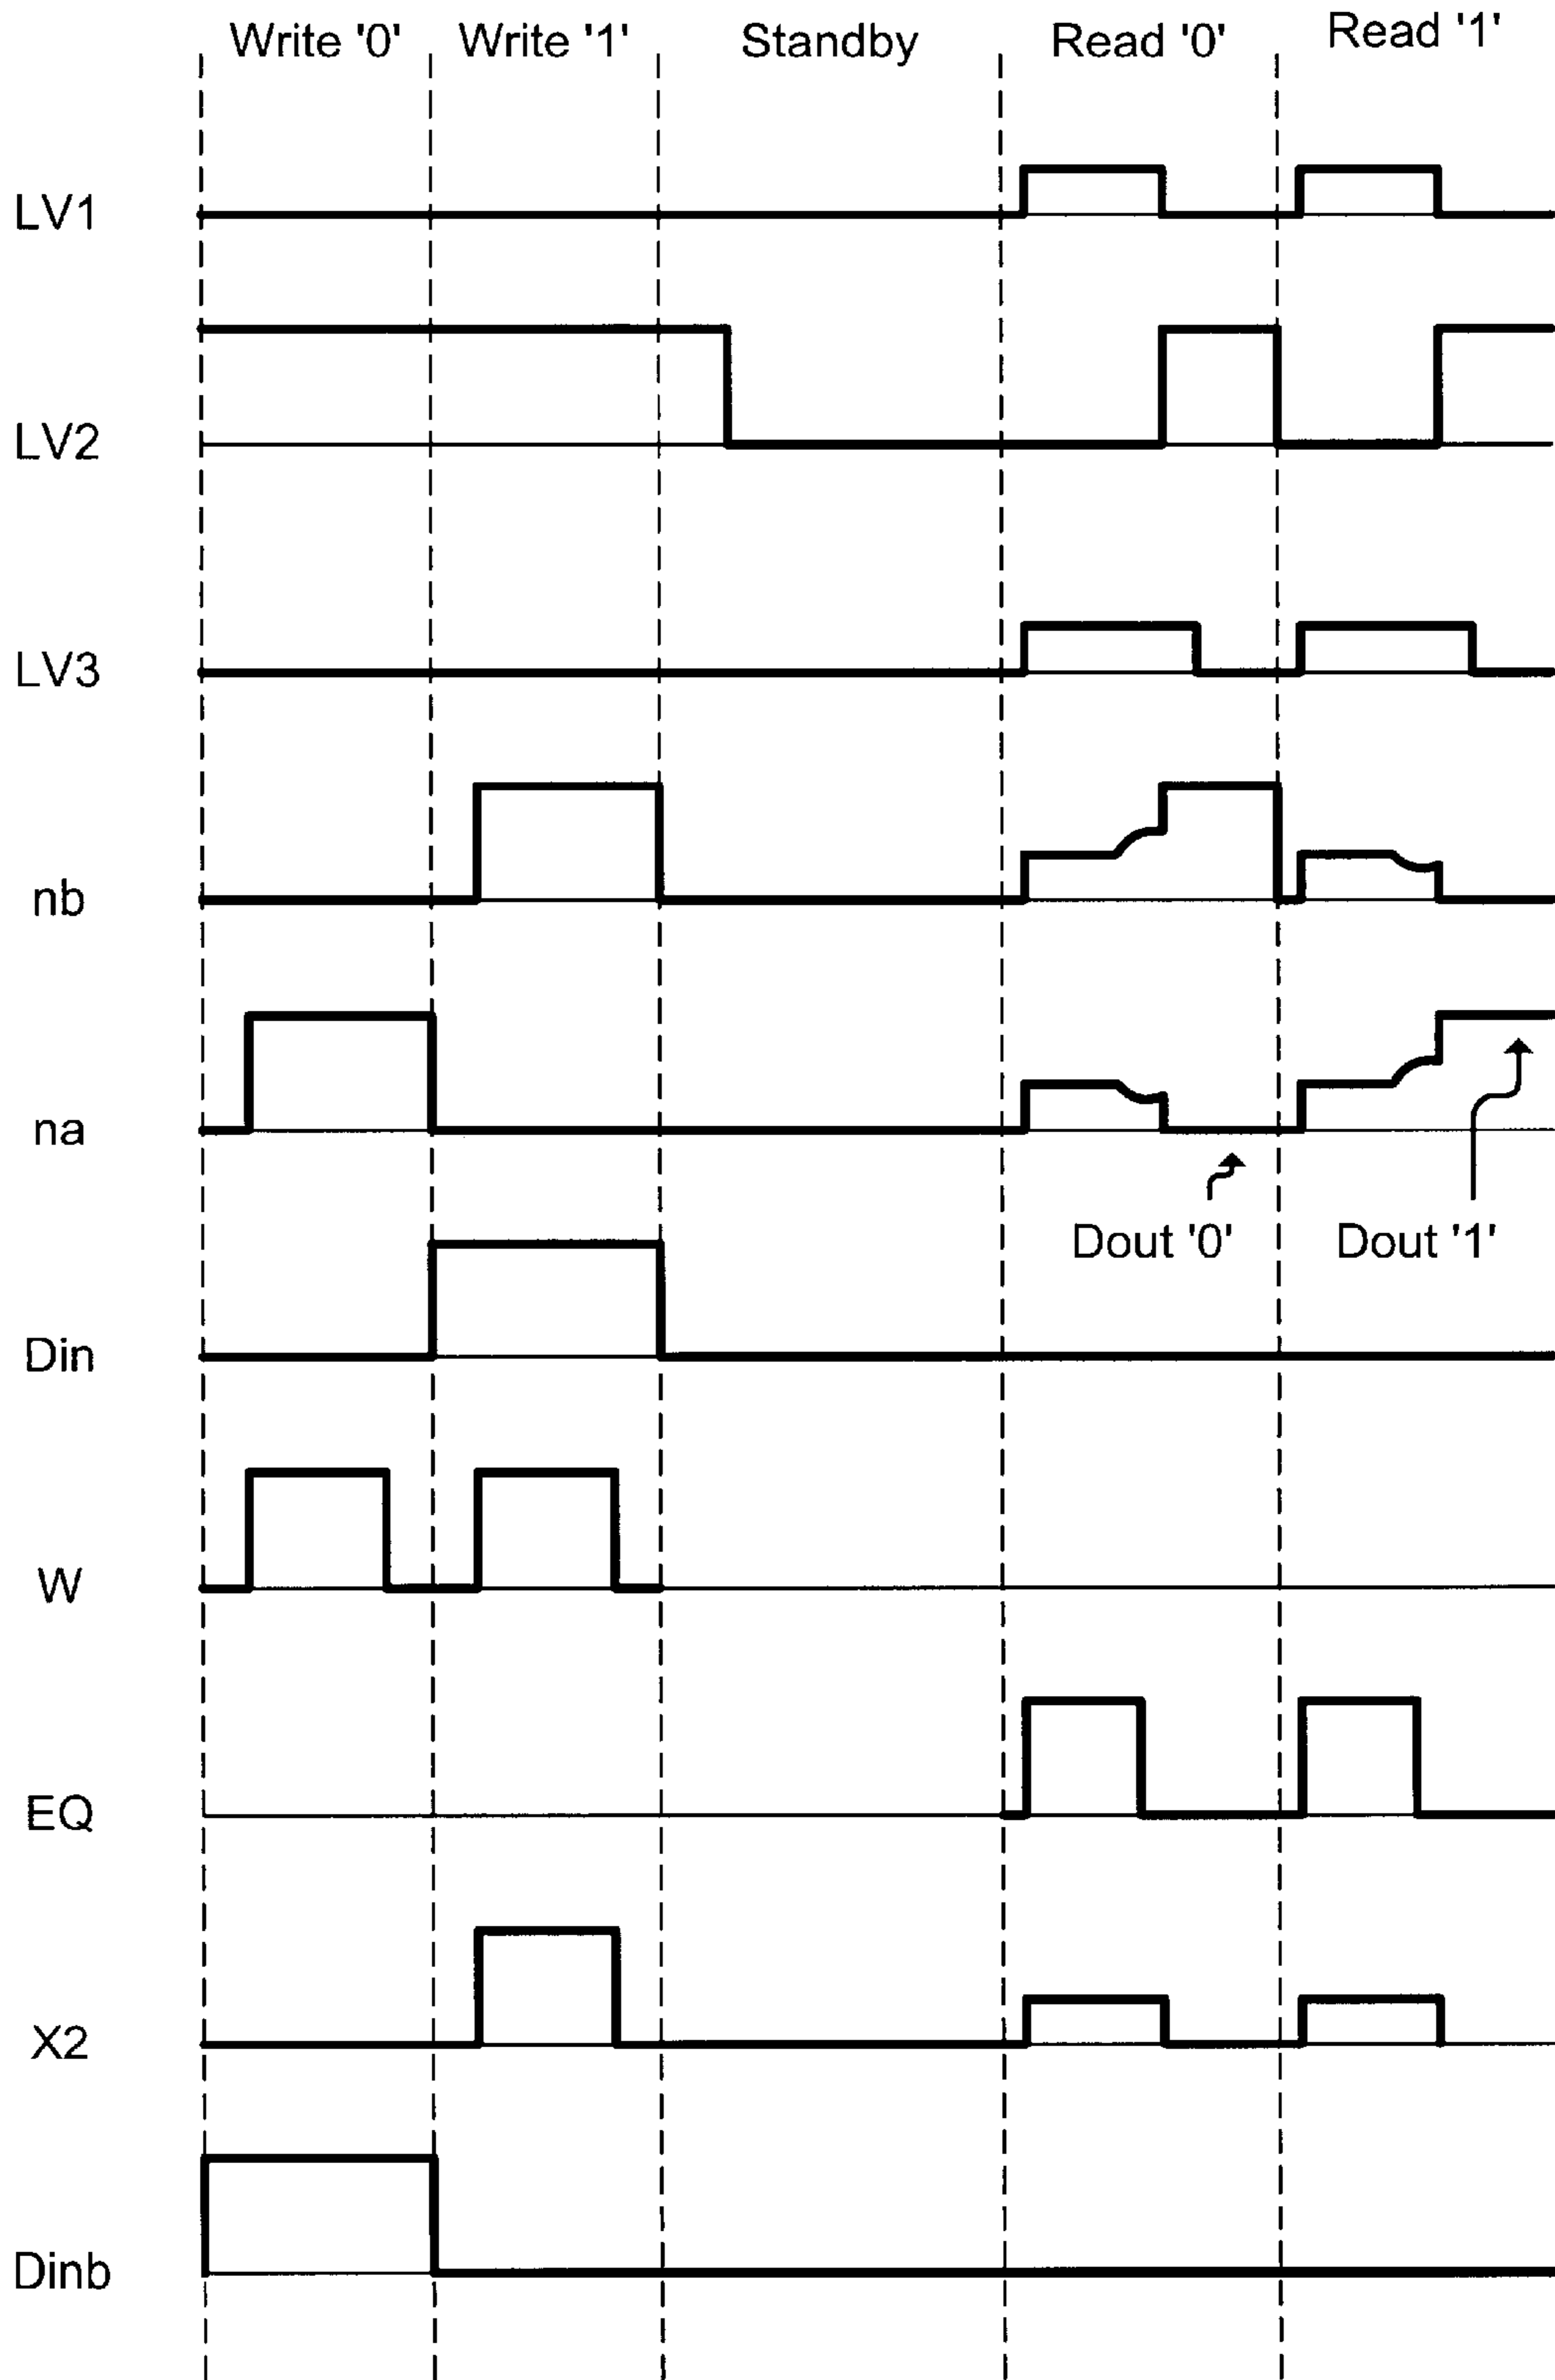 Write '0' Write '1' Standby Read '0' Read '1'
LV1
LV2
LV3
nb
na
Dout '0' Dout '1'
Din
W
EQ
X2
Dinb